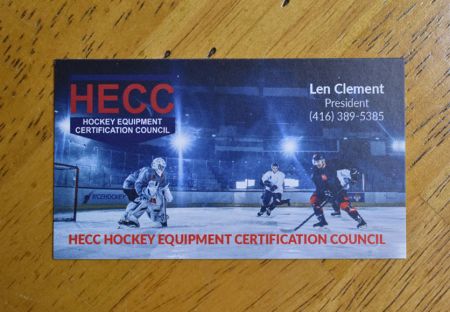 HECC
HOCKEY EQUIPMENT
CERTIFICATION COUNCIL
Len Clement
President
(416) 389-5385
HECC HOCKEY EQUIPMENT CERTIFICATION COUNCIL